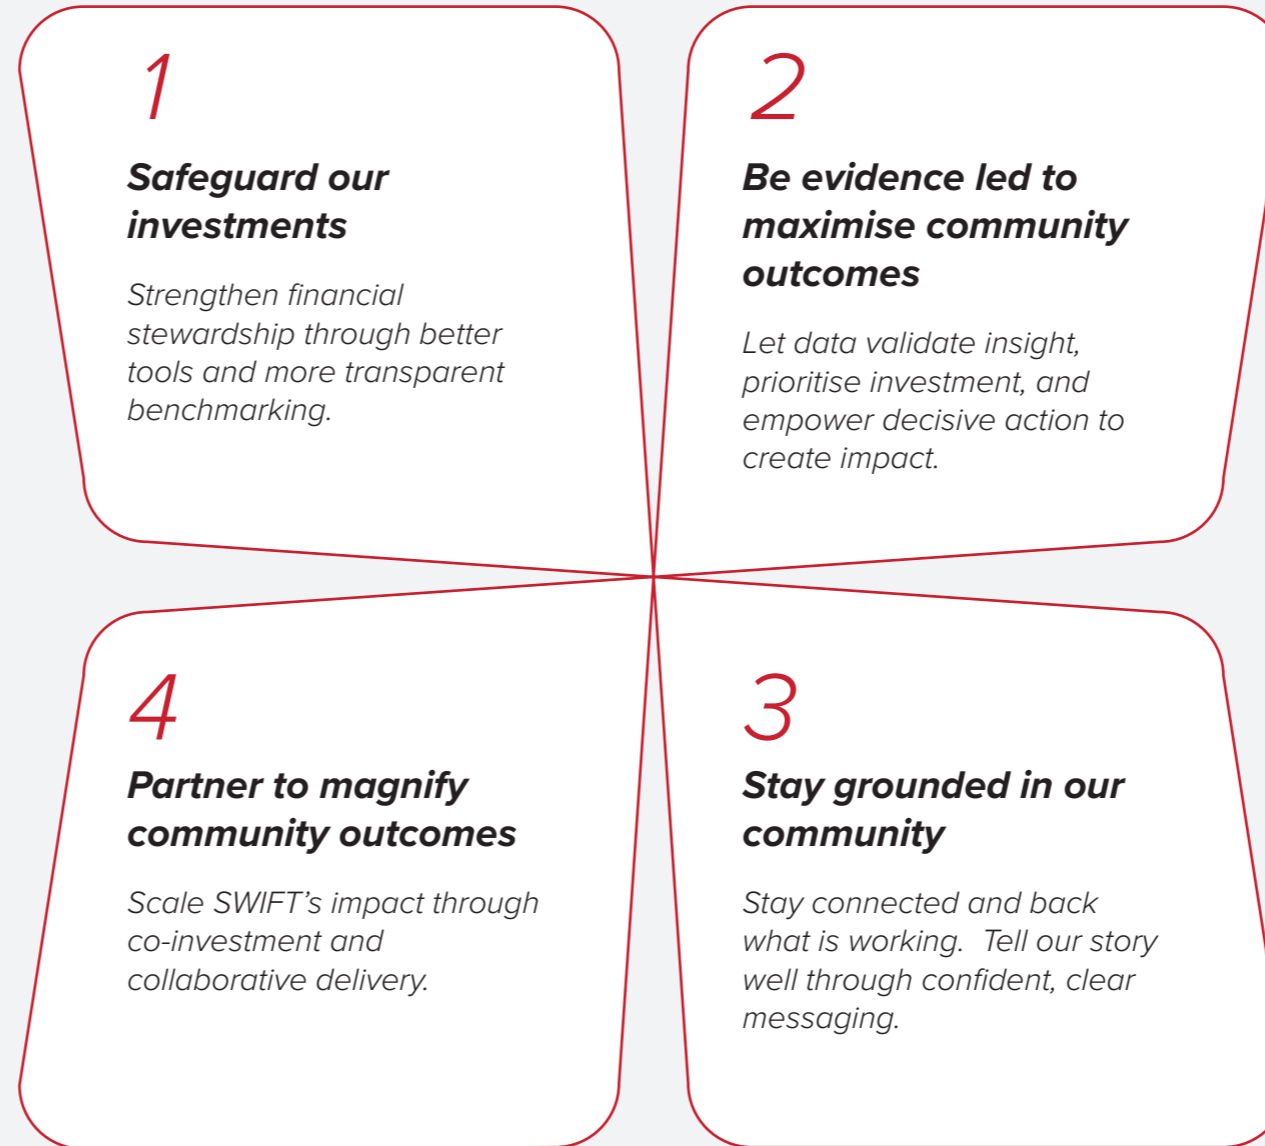 1
Safeguard our
investments
Strengthen financial
stewardship through better
tools and more transparent
benchmarking.
2
Be evidence led to
maximise community
outcomes
Let data validate insight,
prioritise investment, and
empower decisive action to
create impact.
3
Stay grounded in our
community
Stay connected and back
what is working.  Tell our story
well through confident, clear
messaging.
4
Partner to magnify
community outcomes
Scale SWIFT’s impact through
co-investment and
collaborative delivery.